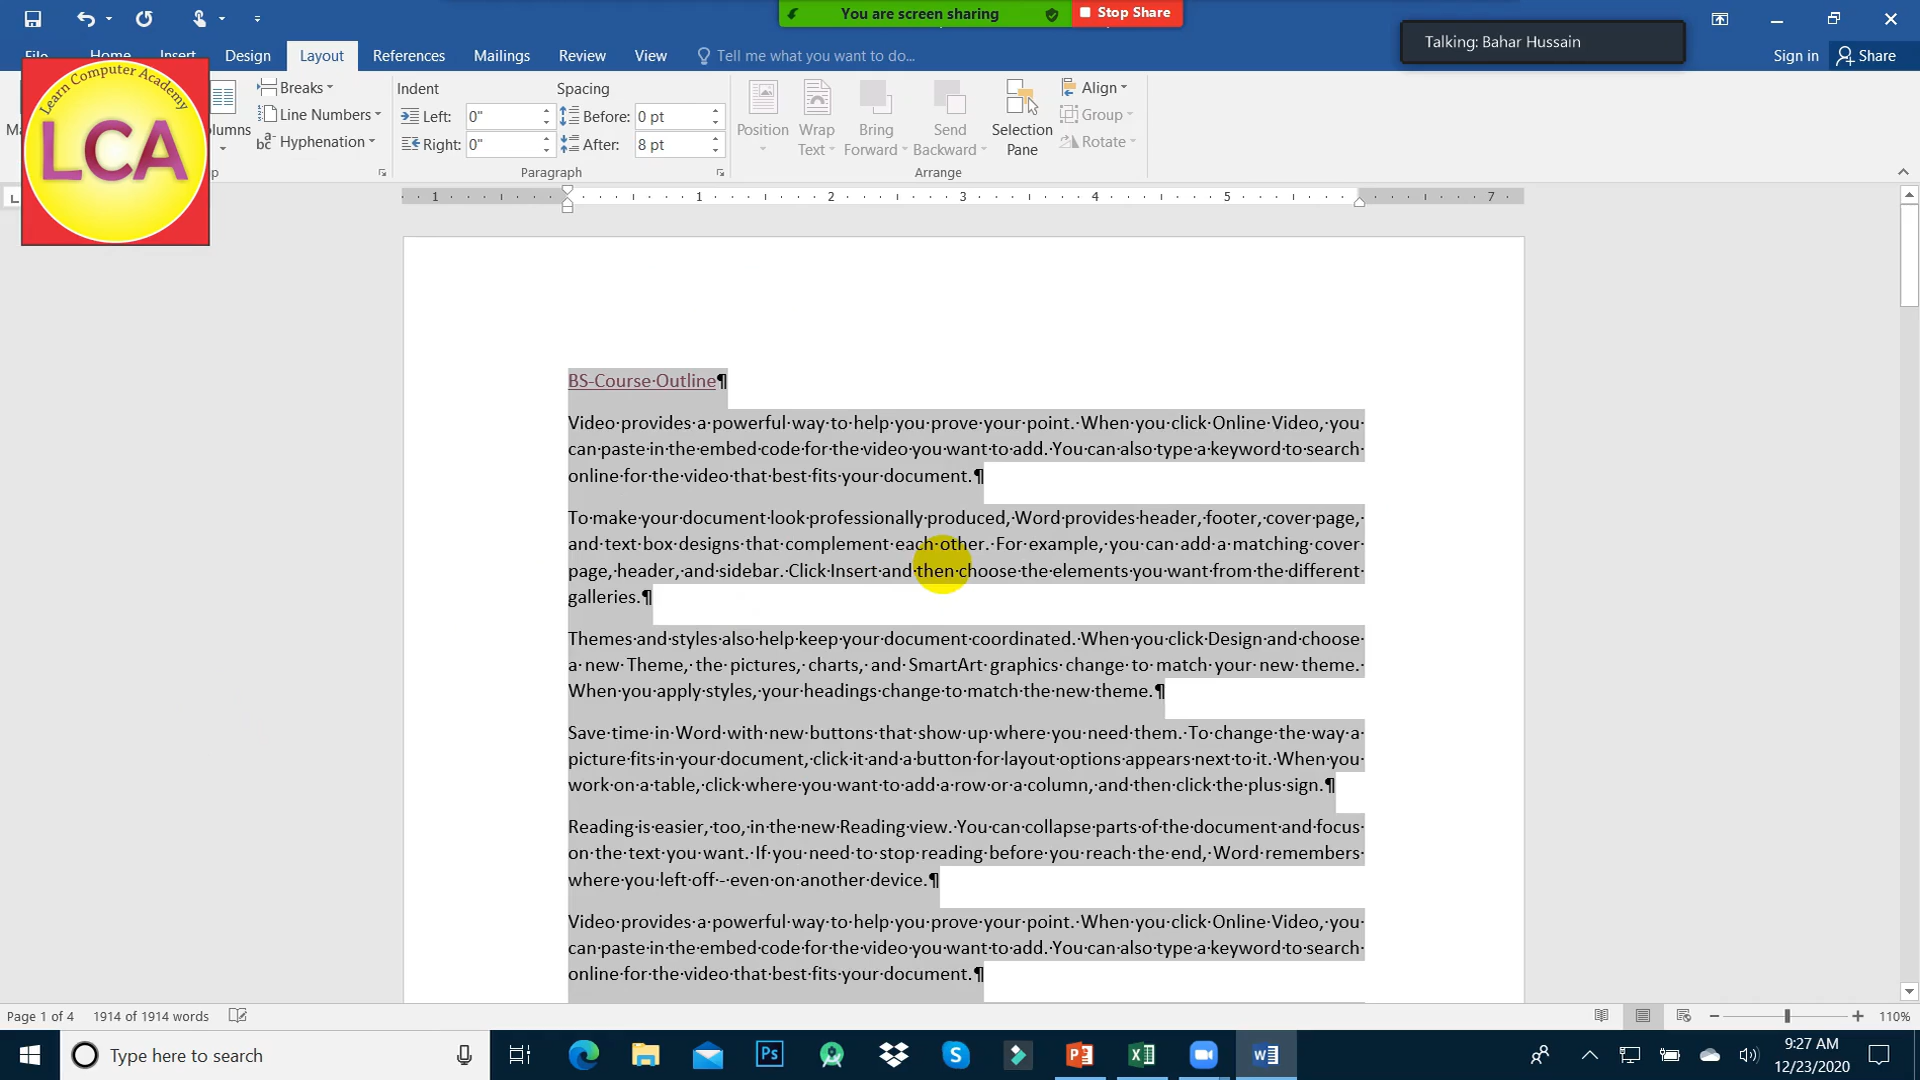 You are screen sharing
Stop Share
Talking: Bahar Hussain
File Home Insert Design Layout References Mailings Review View Tell me what you want to do... Sign in Share
Learn Computer Academy
LCA
Breaks
Line Numbers
Hyphenation
Indent
Left: 0"
Right: 0"
Spacing
Before: 0 pt
After: 8 pt
Paragraph
Position
Wrap Text
Bring Forward
Send Backward
Selection Pane
Align
Group
Rotate
Arrange
1 1 2 3 4 5 7
BS-Course·Outline¶
Video·provides·a·powerful·way·to·help·you·prove·your·point.·When·you·click·Online·Video,·you·
can·paste·in·the·embed·code·for·the·video·you·want·to·add.·You·can·also·type·a·keyword·to·search·
online·for·the·video·that·best·fits·your·document.¶
To·make·your·document·look·professionally·produced,·Word·provides·header,·footer,·cover·page,·
and·text·box·designs·that·complement·each·other.·For·example,·you·can·add·a·matching·cover·
page,·header,·and·sidebar.·Click·Insert·and·then·choose·the·elements·you·want·from·the·different·
galleries.¶
Themes·and·styles·also·help·keep·your·document·coordinated.·When·you·click·Design·and·choose·
a·new·Theme,·the·pictures,·charts,·and·SmartArt·graphics·change·to·match·your·new·theme.·
When·you·apply·styles,·your·headings·change·to·match·the·new·theme.¶
Save·time·in·Word·with·new·buttons·that·show·up·where·you·need·them.·To·change·the·way·a·
picture·fits·in·your·document,·click·it·and·a·button·for·layout·options·appears·next·to·it.·When·you·
work·on·a·table,·click·where·you·want·to·add·a·row·or·a·column,·and·then·click·the·plus·sign.¶
Reading·is·easier,·too,·in·the·new·Reading·view.·You·can·collapse·parts·of·the·document·and·focus·
on·the·text·you·want.·If·you·need·to·stop·reading·before·you·reach·the·end,·Word·remembers·
where·you·left·off·-·even·on·another·device.¶
Video·provides·a·powerful·way·to·help·you·prove·your·point.·When·you·click·Online·Video,·you·
can·paste·in·the·embed·code·for·the·video·you·want·to·add.·You·can·also·type·a·keyword·to·search·
online·for·the·video·that·best·fits·your·document.¶
Page 1 of 4 1914 of 1914 words 110%
Type here to search
9:27 AM
12/23/2020